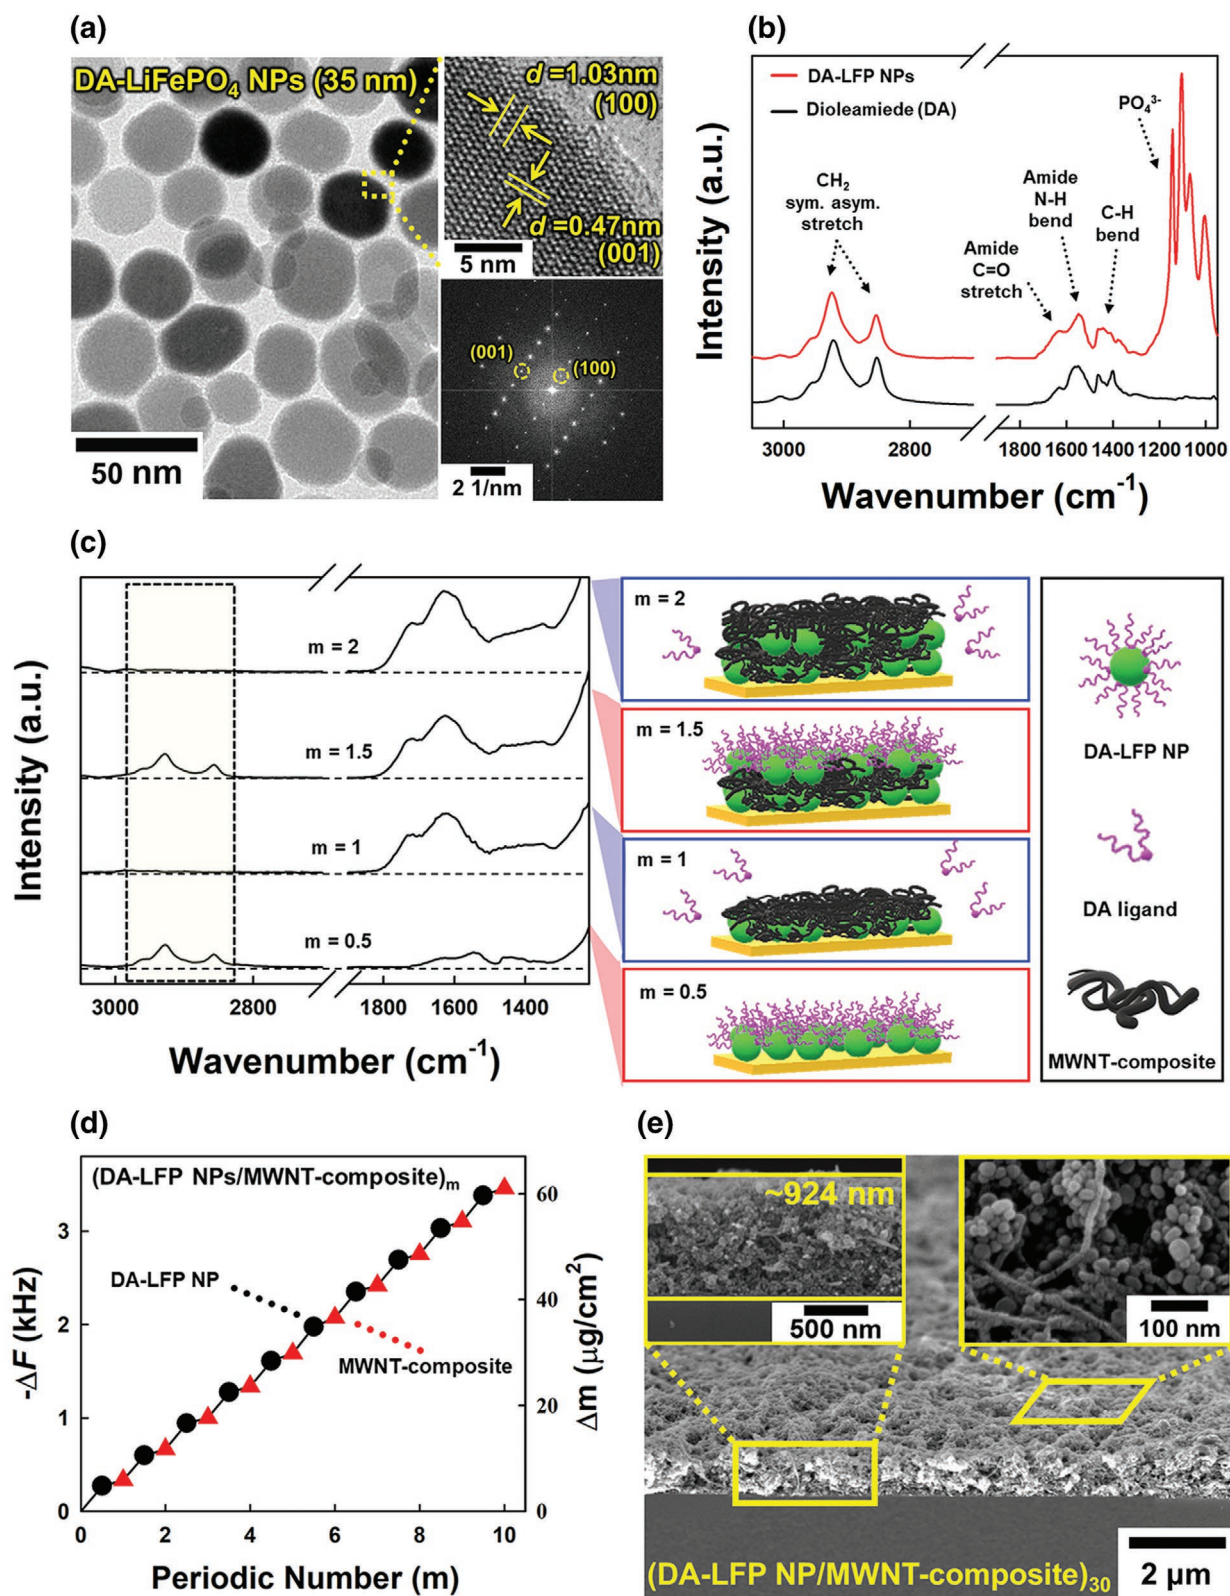 (a)
DA-LiFePO₄ NPs (35 nm)
50 nm
d =1.03nm
(100)
d =0.47nm
(001)
5 nm
(001)
(100)
2 1/nm
(b)
DA-LFP NPs
Dioleamiede (DA)
PO₄³⁻
CH₂
sym. asym.
stretch
Amide
N-H
bend
C-H
bend
Amide
C=O
stretch
Intensity (a.u.)
3000 2800 1800 1600 1400 1200 1000
Wavenumber (cm⁻¹)
(c)
Intensity (a.u.)
m = 2
m = 1.5
m = 1
m = 0.5
3000 2800 1800 1600 1400
Wavenumber (cm⁻¹)
m = 2
m = 1.5
m = 1
m = 0.5
DA-LFP NP
DA ligand
MWNT-composite
(d)
(DA-LFP NPs/MWNT-composite)ₘ
DA-LFP NP
MWNT-composite
-ΔF (kHz)
3
2
1
0
Δm (μg/cm²)
60
40
20
0
0 2 4 6 8 10
Periodic Number (m)
(e)
~924 nm
500 nm
100 nm
(DA-LFP NP/MWNT-composite)₃₀
2 μm